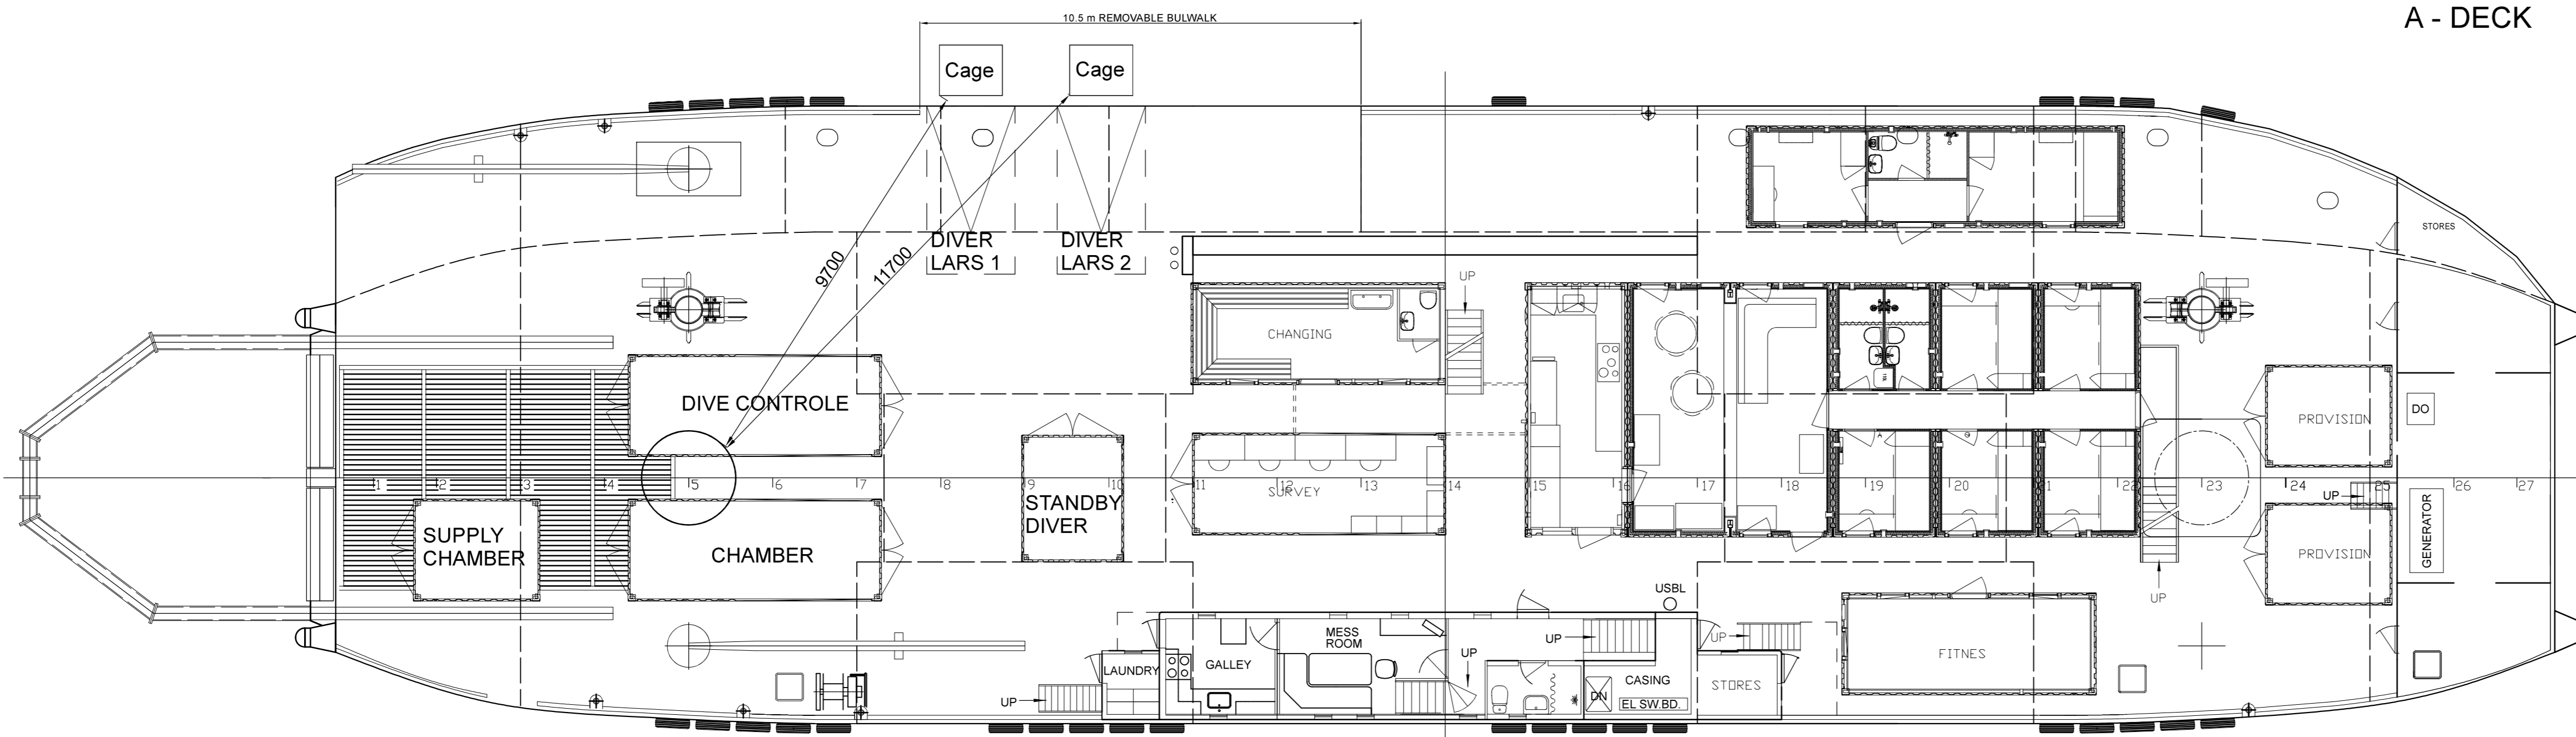 A - DECK
10.5 m REMOVABLE BULWALK
Cage
Cage
DIVER
LARS 1
DIVER
LARS 2
9700
11700
STORES
UP
CHANGING
DIVE CONTROLE
PROVISION
DO
1
2
3
4
5
6
7
8
9
10
11
12
13
14
15
16
17
18
19
20
21
22
23
24
25
26
27
SURVEY
STANDBY
DIVER
SUPPLY
CHAMBER
CHAMBER
UP
PROVISION
GENERATOR
USBL
UP
MESS
ROOM
UP
UP
UP
LAUNDRY
GALLEY
FITNES
CASING
STORES
DN
EL SW.BD.
UP